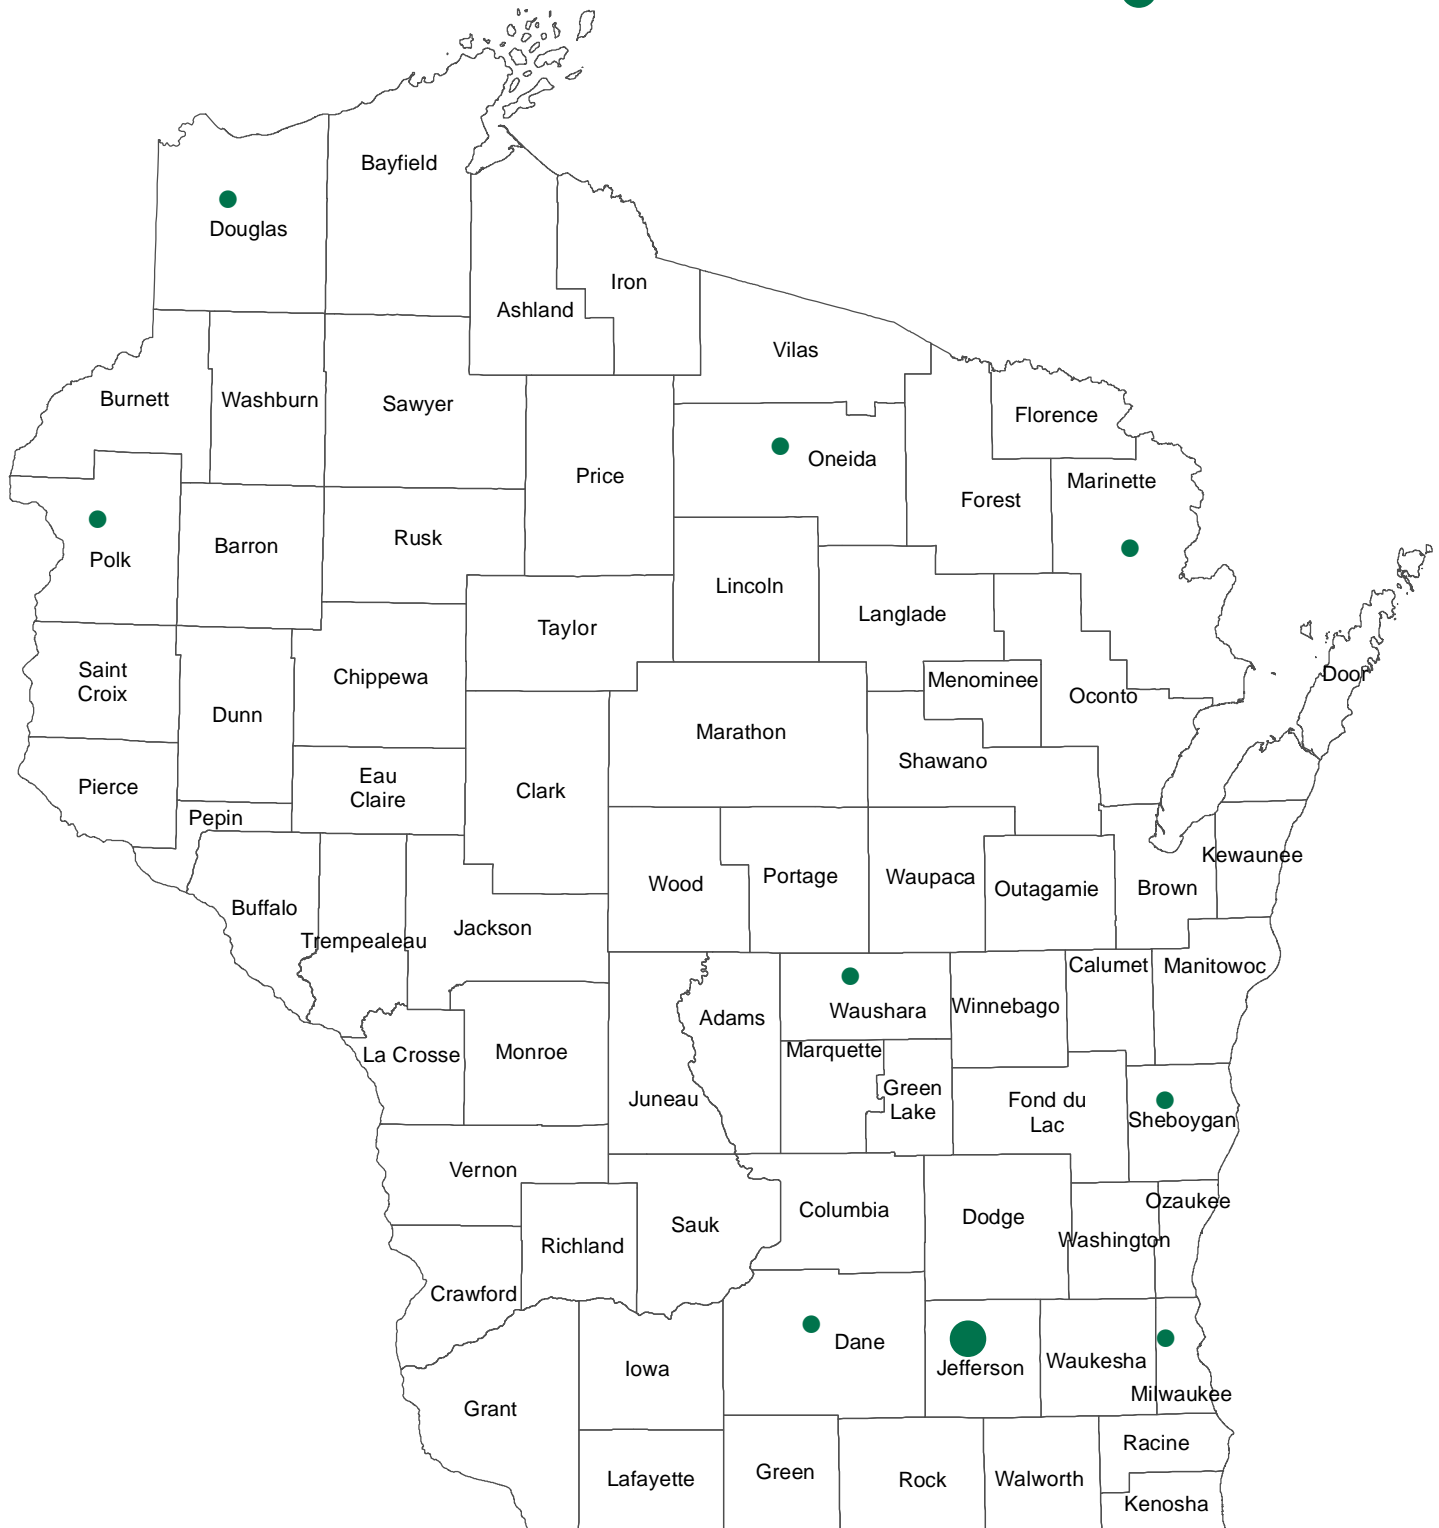 Bayfield
Douglas
Iron
Ashland
Vilas
Burnett
Washburn
Sawyer
Florence
Oneida
Price
Marinette
Forest
Polk
Barron
Rusk
Lincoln
Langlade
Taylor
Saint
Croix
Chippewa
Menominee
Door
Oconto
Dunn
Marathon
Shawano
Pierce
Eau
Claire
Clark
Pepin
Kewaunee
Wood
Portage
Waupaca
Outagamie
Brown
Buffalo
Jackson
Trempealeau
Calumet
Manitowoc
Adams
Waushara
Winnebago
La Crosse
Monroe
Marquette
Juneau
Green
Lake
Fond du
Lac
Sheboygan
Vernon
Ozaukee
Columbia
Dodge
Sauk
Richland
Washington
Crawford
Dane
Iowa
Jefferson
Waukesha
Milwaukee
Grant
Racine
Lafayette
Green
Rock
Walworth
Kenosha